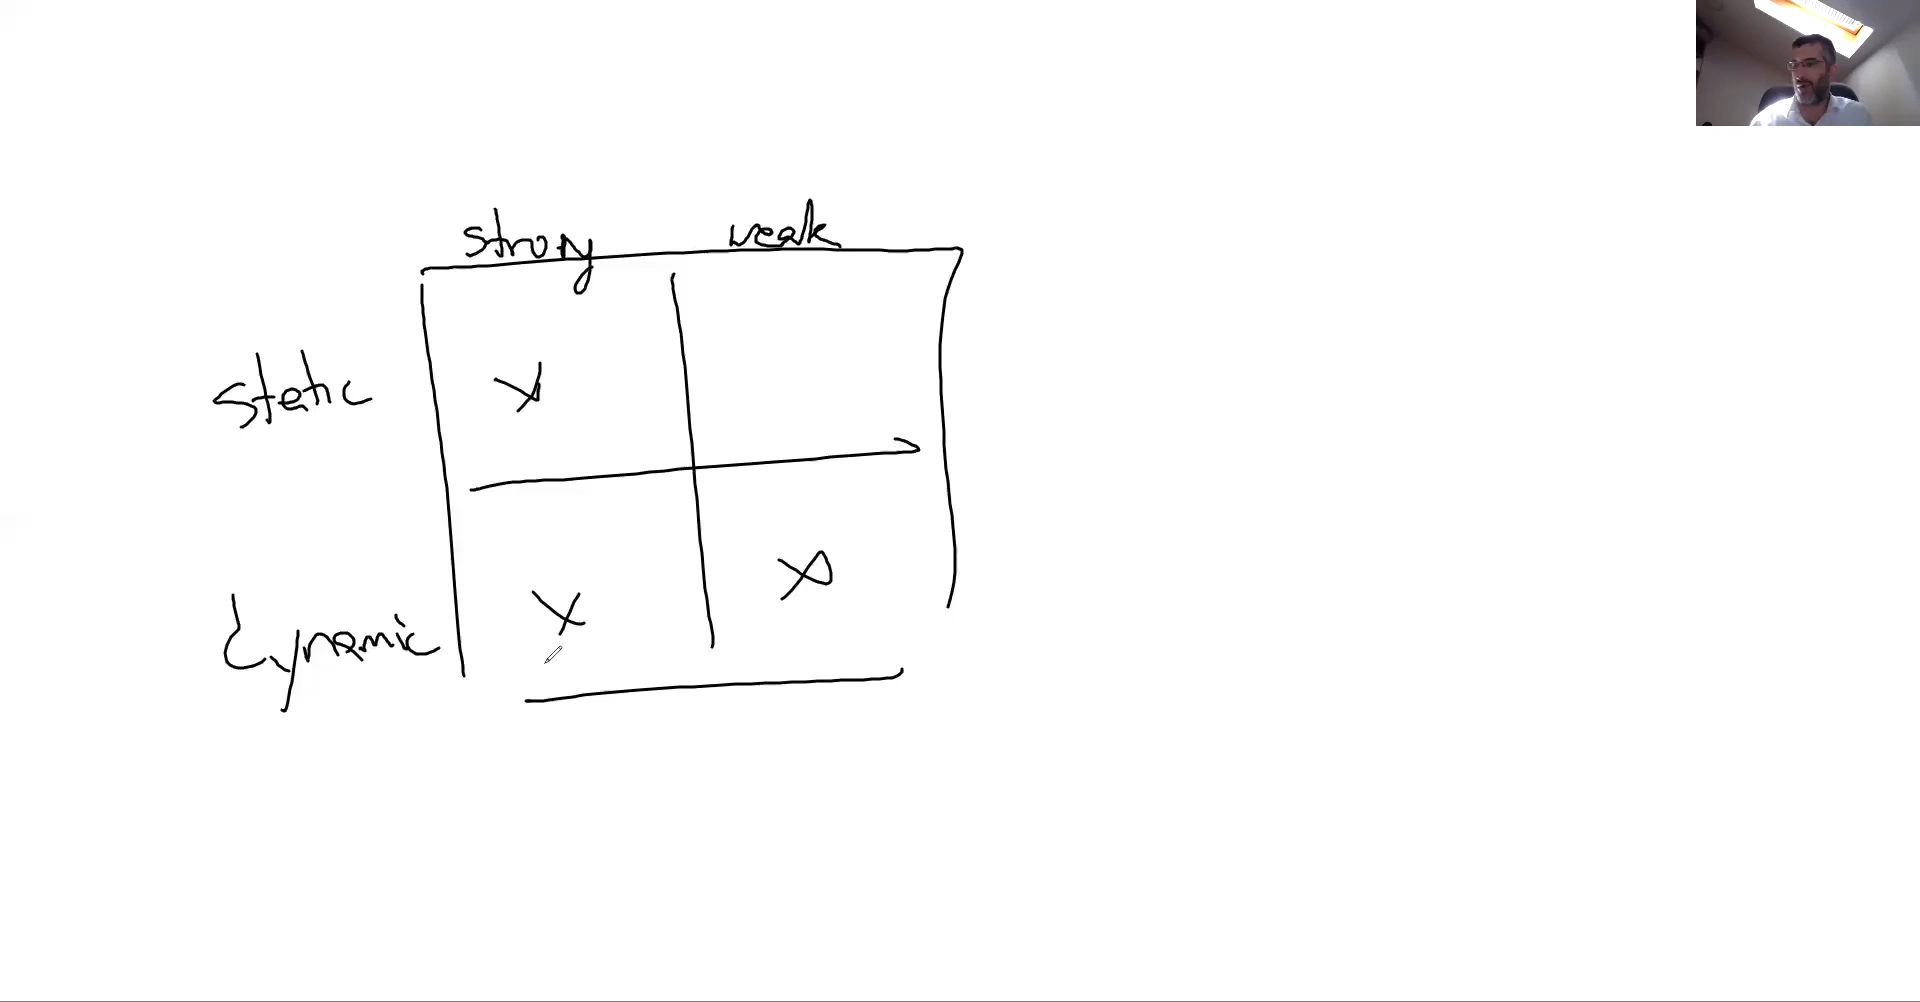 strong weak
static
X
X
X
dynamic